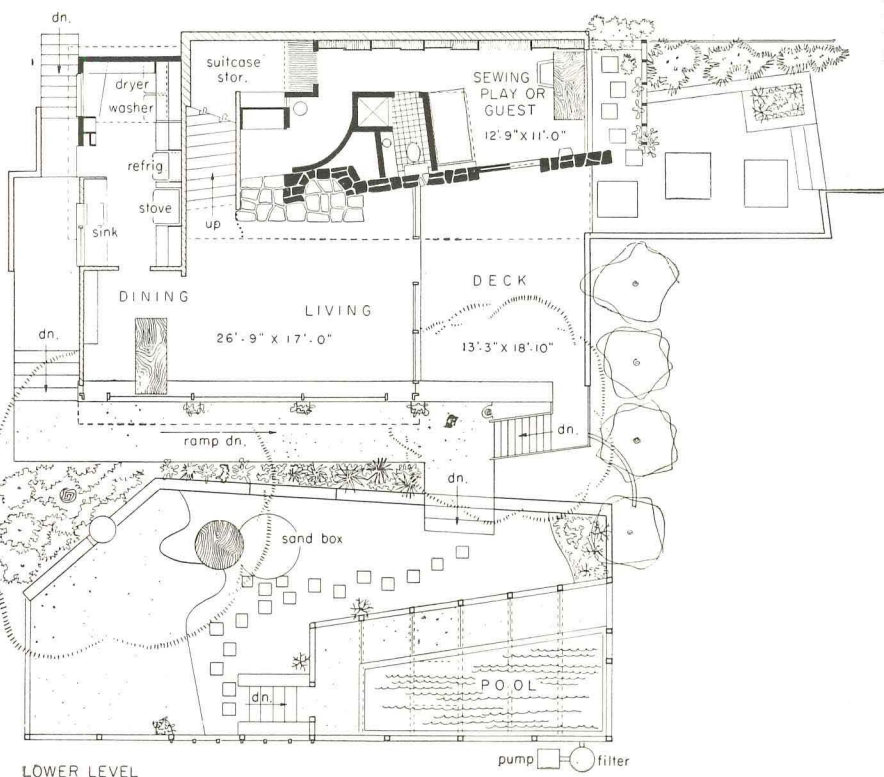 dn.
dryer
washer
suitcase
stor.
SEWING
PLAY OR
GUEST
12'-9" X 11'-0"
refrig.
stove
up
sink
DINING
LIVING
26'-9" X 17'-0"
DECK
13'-3" X 18'-10"
dn.
ramp dn.
dn.
dn.
sand box
dn.
POOL
pump
filter
LOWER LEVEL